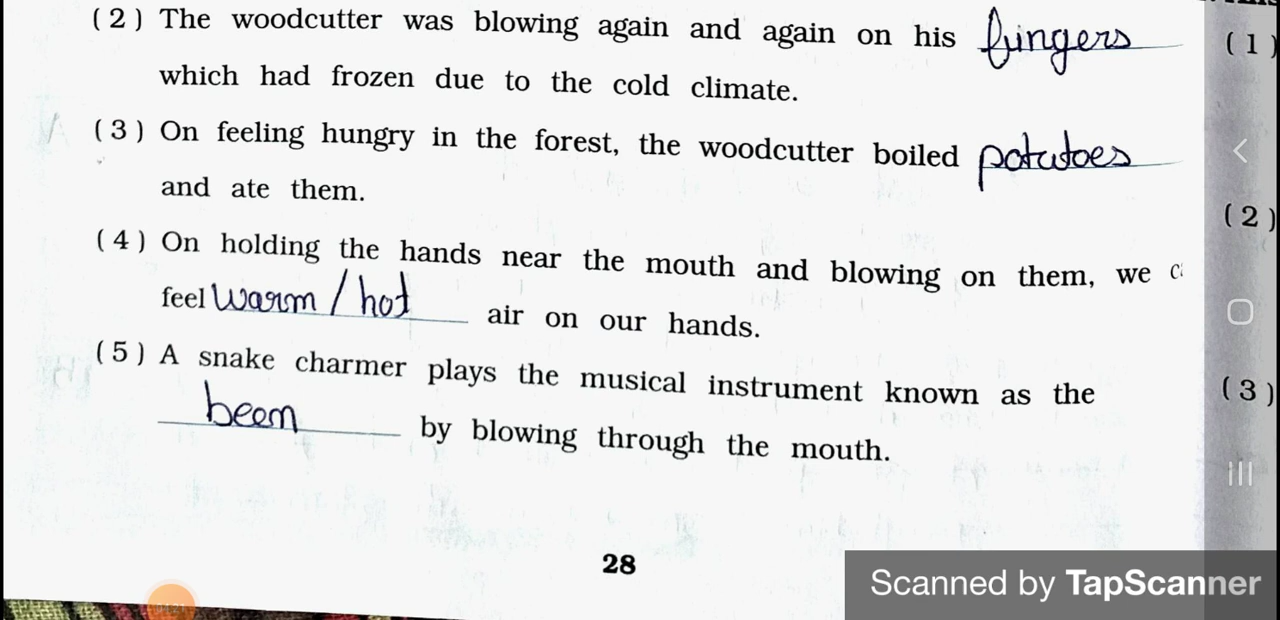 (2) The woodcutter was blowing again and again on his fingers
which had frozen due to the cold climate.
(3) On feeling hungry in the forest, the woodcutter boiled potatoes
and ate them.
(4) On holding the hands near the mouth and blowing on them, we
feel warm / hot air on our hands.
(5) A snake charmer plays the musical instrument known as the
been by blowing through the mouth.
28
(1)
(2)
(3)
Scanned by TapScanner